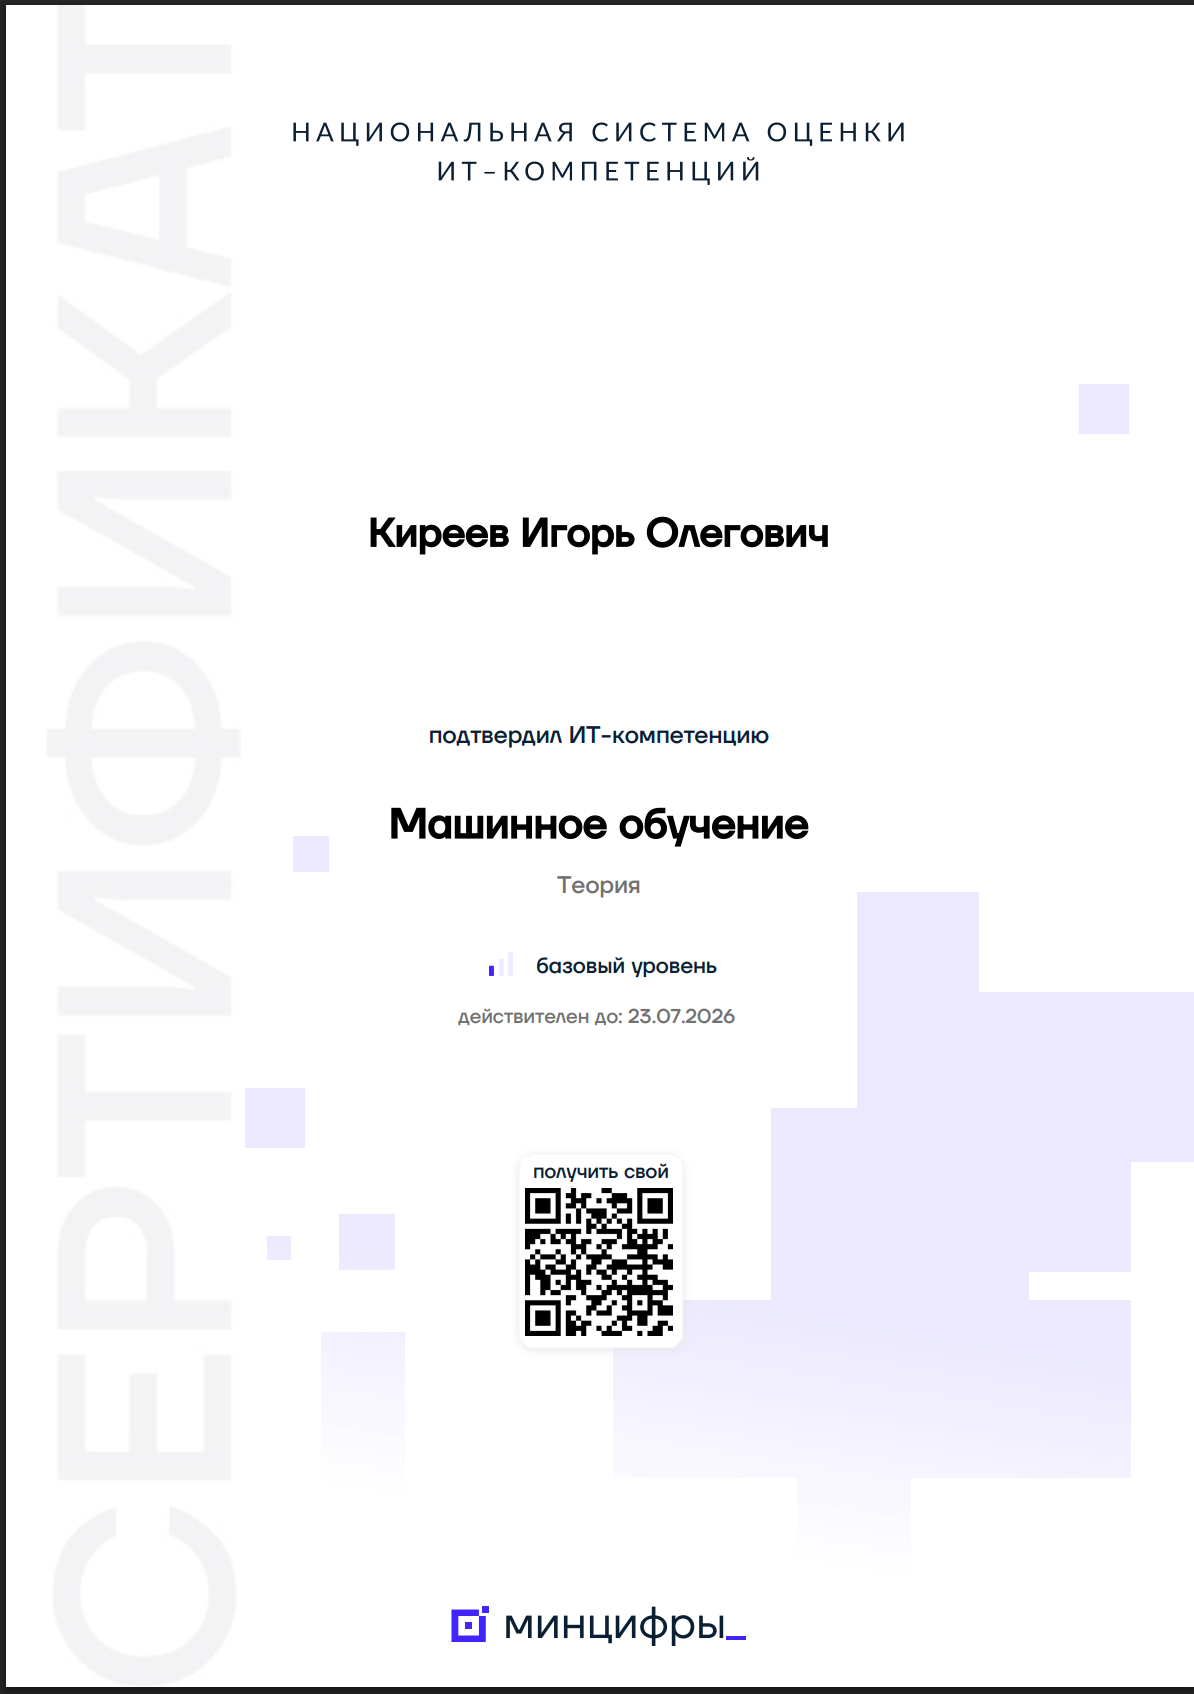 СЕРТИФИКАТ
НАЦИОНАЛЬНАЯ СИСТЕМА ОЦЕНКИ
ИТ-КОМПЕТЕНЦИЙ
Киреев Игорь Олегович
подтвердил ИТ-компетенцию
Машинное обучение
Теория
базовый уровень
действителен до: 23.07.2026
получить свой
минцифры_